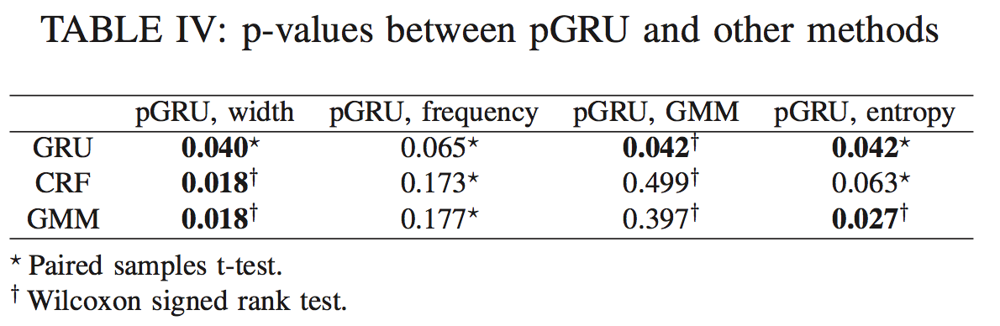 TABLE IV: p-values between pGRU and other methods
pGRU, width pGRU, frequency pGRU, GMM pGRU, entropy
GRU 0.040⋆ 0.065⋆ 0.042† 0.042⋆
CRF 0.018† 0.173⋆ 0.499† 0.063⋆
GMM 0.018† 0.177⋆ 0.397† 0.027†
⋆ Paired samples t-test.
† Wilcoxon signed rank test.